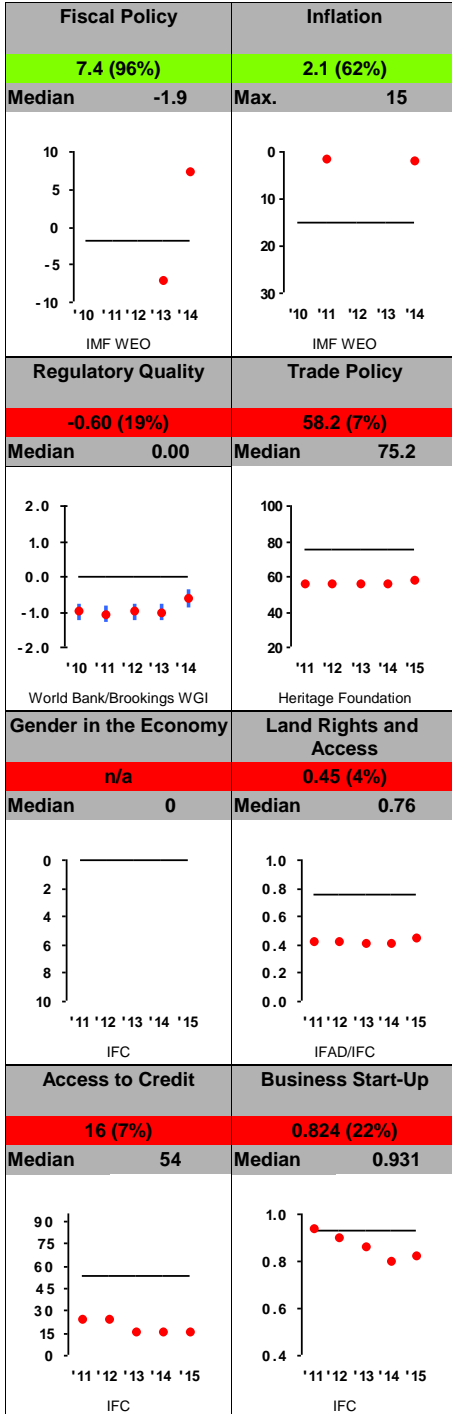 Fiscal Policy
7.4 (96%)
Median -1.9
10
5
0
-5
-10
'10 '11 '12 '13 '14
IMF WEO
Inflation
2.1 (62%)
Max. 15
0
10
20
30
'10 '11 '12 '13 '14
IMF WEO
Regulatory Quality
-0.60 (19%)
Median 0.00
2.0
1.0
0.0
-1.0
-2.0
'10 '11 '12 '13 '14
World Bank/Brookings WGI
Trade Policy
58.2 (7%)
Median 75.2
100
80
60
40
20
'11 '12 '13 '14 '15
Heritage Foundation
Gender in the Economy
n/a
Median 0
0
2
4
6
8
10
'11 '12 '13 '14 '15
IFC
Land Rights and
Access
0.45 (4%)
Median 0.76
1.0
0.8
0.6
0.4
0.2
0.0
'11 '12 '13 '14 '15
IFAD/IFC
Access to Credit
16 (7%)
Median 54
90
75
60
45
30
15
0
'11 '12 '13 '14 '15
IFC
Business Start-Up
0.824 (22%)
Median 0.931
1.0
0.8
0.6
0.4
'11 '12 '13 '14 '15
IFC